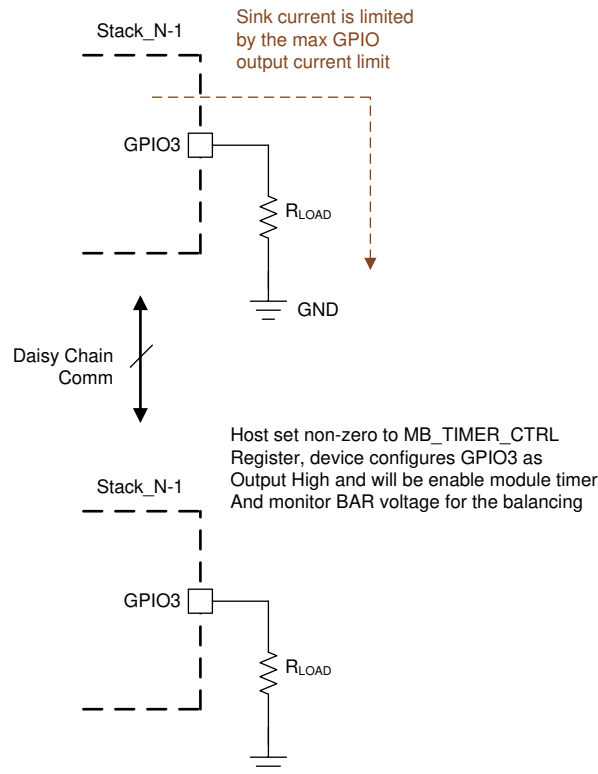 Stack_N-1
Sink current is limited
by the max GPIO
output current limit
GPIO3
RLOAD
GND
Daisy Chain
Comm
Host set non-zero to MB_TIMER_CTRL
Register, device configures GPIO3 as
Output High and will be enable module timer
And monitor BAR voltage for the balancing
Stack_N-1
GPIO3
RLOAD